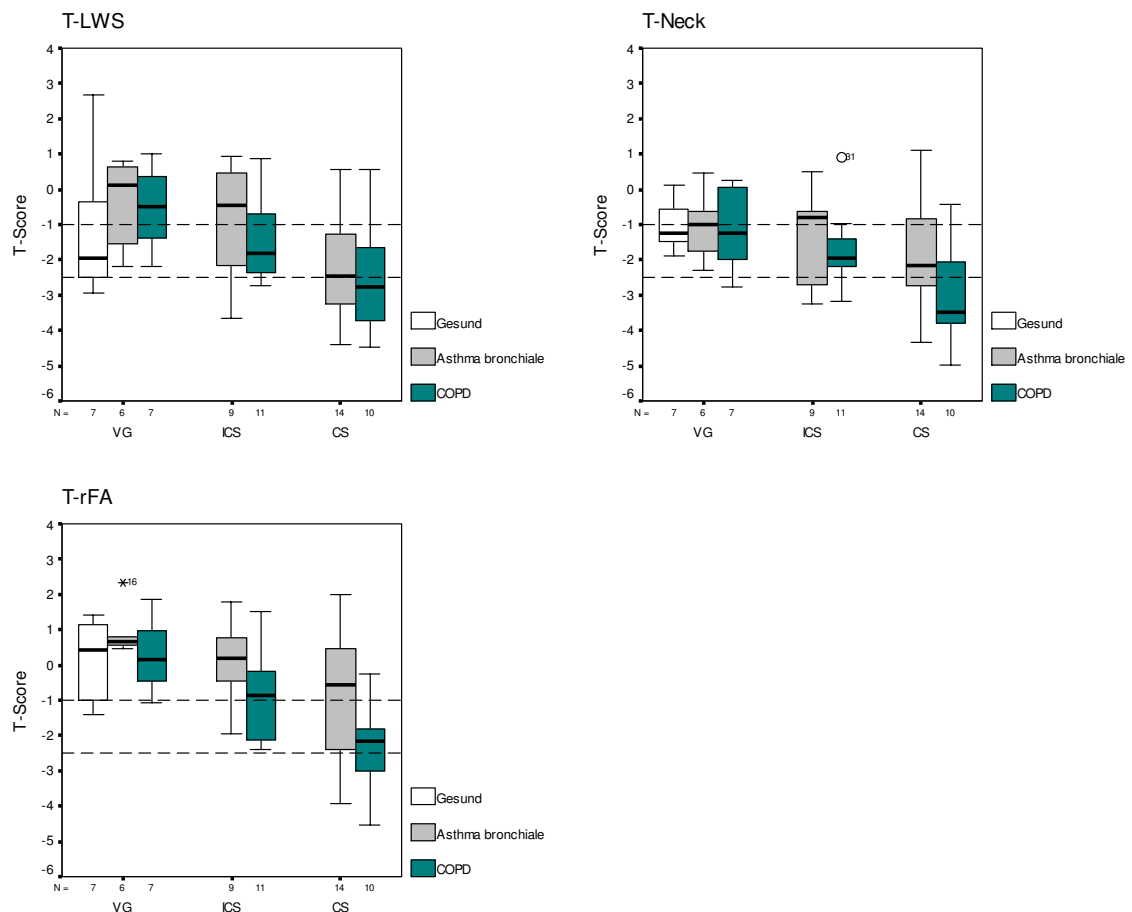 T-LWS
4
3
2
1
0
-1
-2
-3
-4
-5
-6
T-Score
N = 7 6 7 9 11 14 10
VG ICS CS
Gesund
Asthma bronchiale
COPD
T-Neck
4
3
2
1
0
-1
-2
-3
-4
-5
-6
T-Score
31
N = 7 6 7 9 11 14 10
VG ICS CS
Gesund
Asthma bronchiale
COPD
T-rFA
4
3
2
1
0
-1
-2
-3
-4
-5
-6
T-Score
16
N = 7 6 7 9 11 14 10
VG ICS CS
Gesund
Asthma bronchiale
COPD